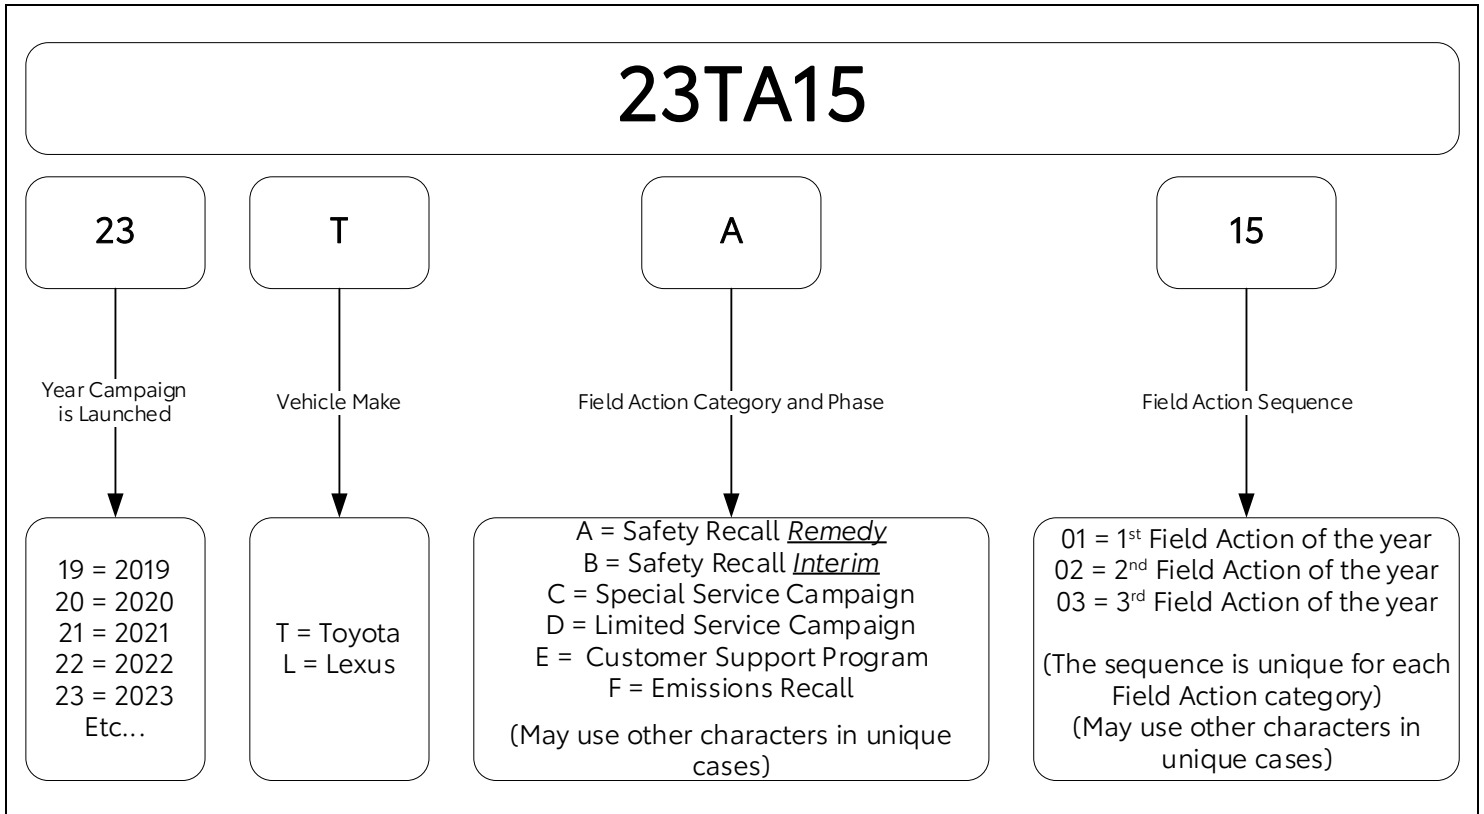 23TA15
23
T
A
15
Year Campaign
is Launched
Vehicle Make
Field Action Category and Phase
Field Action Sequence
19 = 2019
20 = 2020
21 = 2021
22 = 2022
23 = 2023
Etc...
T = Toyota
L = Lexus
A = Safety Recall Remedy
B = Safety Recall Interim
C = Special Service Campaign
D = Limited Service Campaign
E = Customer Support Program
F = Emissions Recall
(May use other characters in unique
cases)
01 = 1st Field Action of the year
02 = 2nd Field Action of the year
03 = 3rd Field Action of the year
(The sequence is unique for each
Field Action category)
(May use other characters in
unique cases)